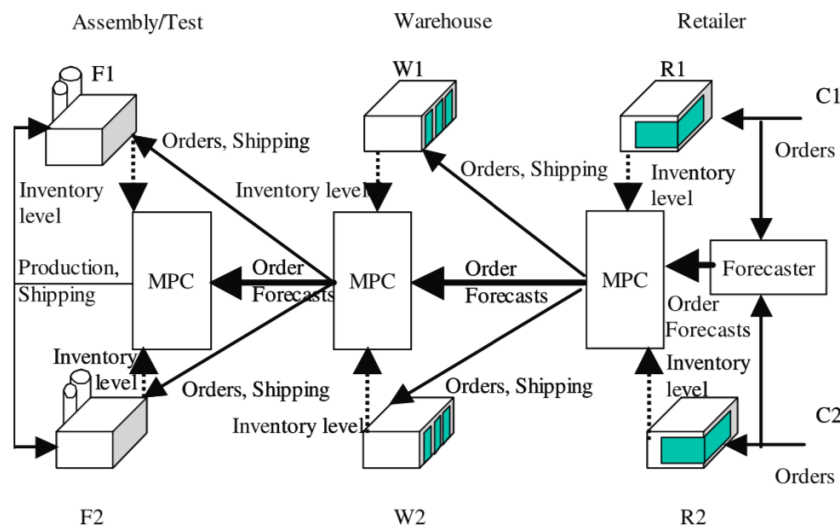 Assembly/Test
Warehouse
Retailer
F1
W1
R1
C1
Orders, Shipping
Orders, Shipping
Orders
Inventory
level
Inventory level
Inventory
level
Production,
Shipping
MPC
Order
Forecasts
MPC
Order
Forecasts
MPC
Forecaster
Order
Forecasts
Inventory
level
Orders, Shipping
Inventory level
Orders, Shipping
Inventory
level
C2
Orders
F2
W2
R2